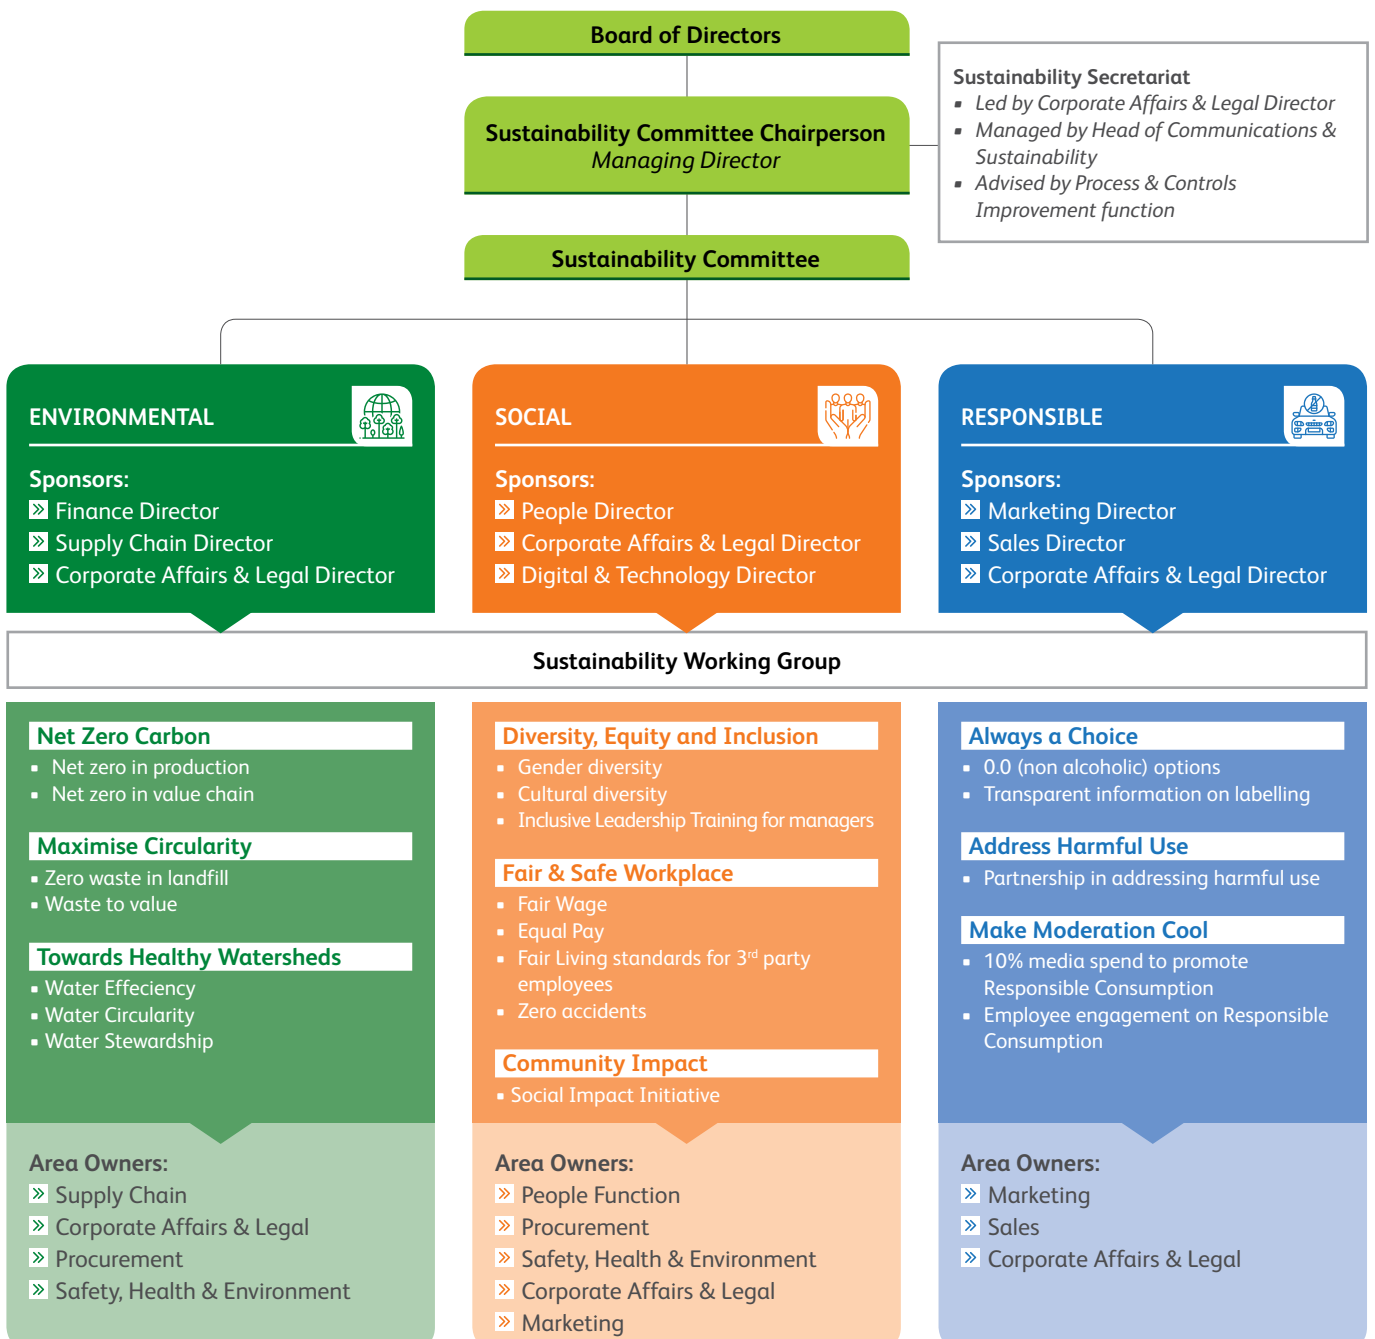 Board of Directors
Sustainability Committee Chairperson
Managing Director
Sustainability Secretariat
▪ Led by Corporate Affairs & Legal Director
▪ Managed by Head of Communications &
Sustainability
▪ Advised by Process & Controls
Improvement function
Sustainability Committee
ENVIRONMENTAL
Sponsors:
Finance Director
Supply Chain Director
Corporate Affairs & Legal Director
SOCIAL
Sponsors:
People Director
Corporate Affairs & Legal Director
Digital & Technology Director
RESPONSIBLE
Sponsors:
Marketing Director
Sales Director
Corporate Affairs & Legal Director
Sustainability Working Group
Net Zero Carbon
▪ Net zero in production
▪ Net zero in value chain
Maximise Circularity
▪ Zero waste in landfill
▪ Waste to value
Towards Healthy Watersheds
▪ Water Effeciency
▪ Water Circularity
▪ Water Stewardship
Diversity, Equity and Inclusion
▪ Gender diversity
▪ Cultural diversity
▪ Inclusive Leadership Training for managers
Fair & Safe Workplace
▪ Fair Wage
▪ Equal Pay
▪ Fair Living standards for 3rd party
employees
▪ Zero accidents
Community Impact
▪ Social Impact Initiative
Always a Choice
▪ 0.0 (non alcoholic) options
▪ Transparent information on labelling
Address Harmful Use
▪ Partnership in addressing harmful use
Make Moderation Cool
▪ 10% media spend to promote
Responsible Consumption
▪ Employee engagement on Responsible
Consumption
Area Owners:
Supply Chain
Corporate Affairs & Legal
Procurement
Safety, Health & Environment
Area Owners:
People Function
Procurement
Safety, Health & Environment
Corporate Affairs & Legal
Marketing
Area Owners:
Marketing
Sales
Corporate Affairs & Legal